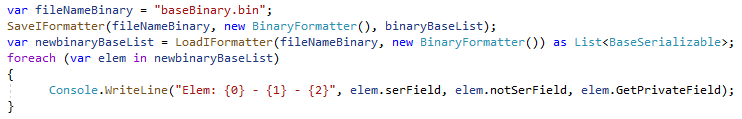 var fileNameBinary = "baseBinary.bin";
SaveIFormatter(fileNameBinary, new BinaryFormatter(), binaryBaseList);
var newbinaryBaseList = LoadIFormatter(fileNameBinary, new BinaryFormatter()) as List<BaseSerializable>;
foreach (var elem in newbinaryBaseList)
{
Console.WriteLine("Elem: {0} - {1} - {2}", elem.serField, elem.notSerField, elem.GetPrivateField);
}